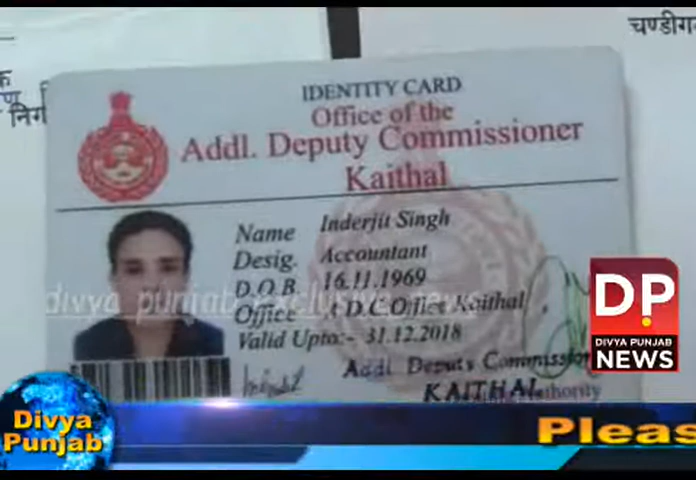 चण्डीग
IDENTITY CARD
Office of the
Addl. Deputy Commissioner
Kaithal
Name Inderjit Singh
Desig. Accountant
D.O.B. 16.11.1969
Office A.D.C.Office Kaithal
Valid Upto:- 31.12.2018
divya punjab exclusive news
Addl Deputy Commission
KAITHAL
Authority
DP
DIVYA PUNJAB
NEWS
Divya
Punjab
Pleas